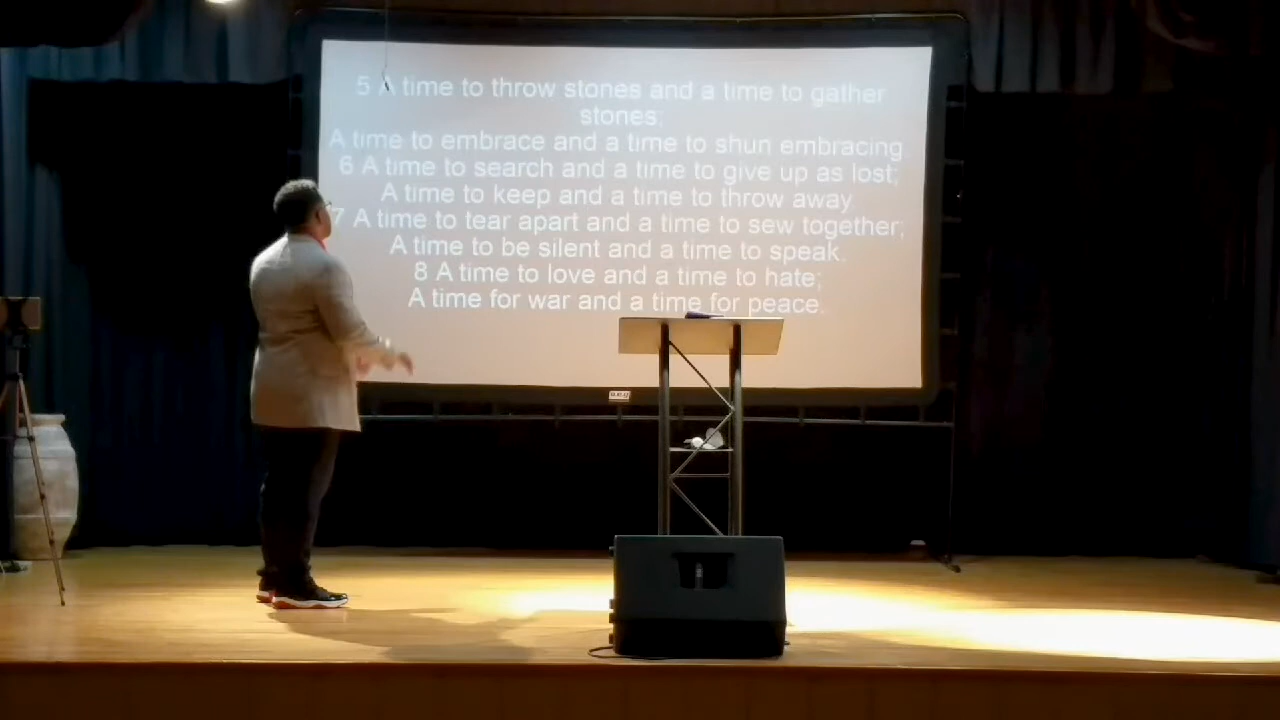 5 A time to throw stones and a time to gather
stones;
A time to embrace and a time to shun embracing.
6 A time to search and a time to give up as lost;
A time to keep and a time to throw away.
7 A time to tear apart and a time to sew together;
A time to be silent and a time to speak.
8 A time to love and a time to hate;
A time for war and a time for peace.